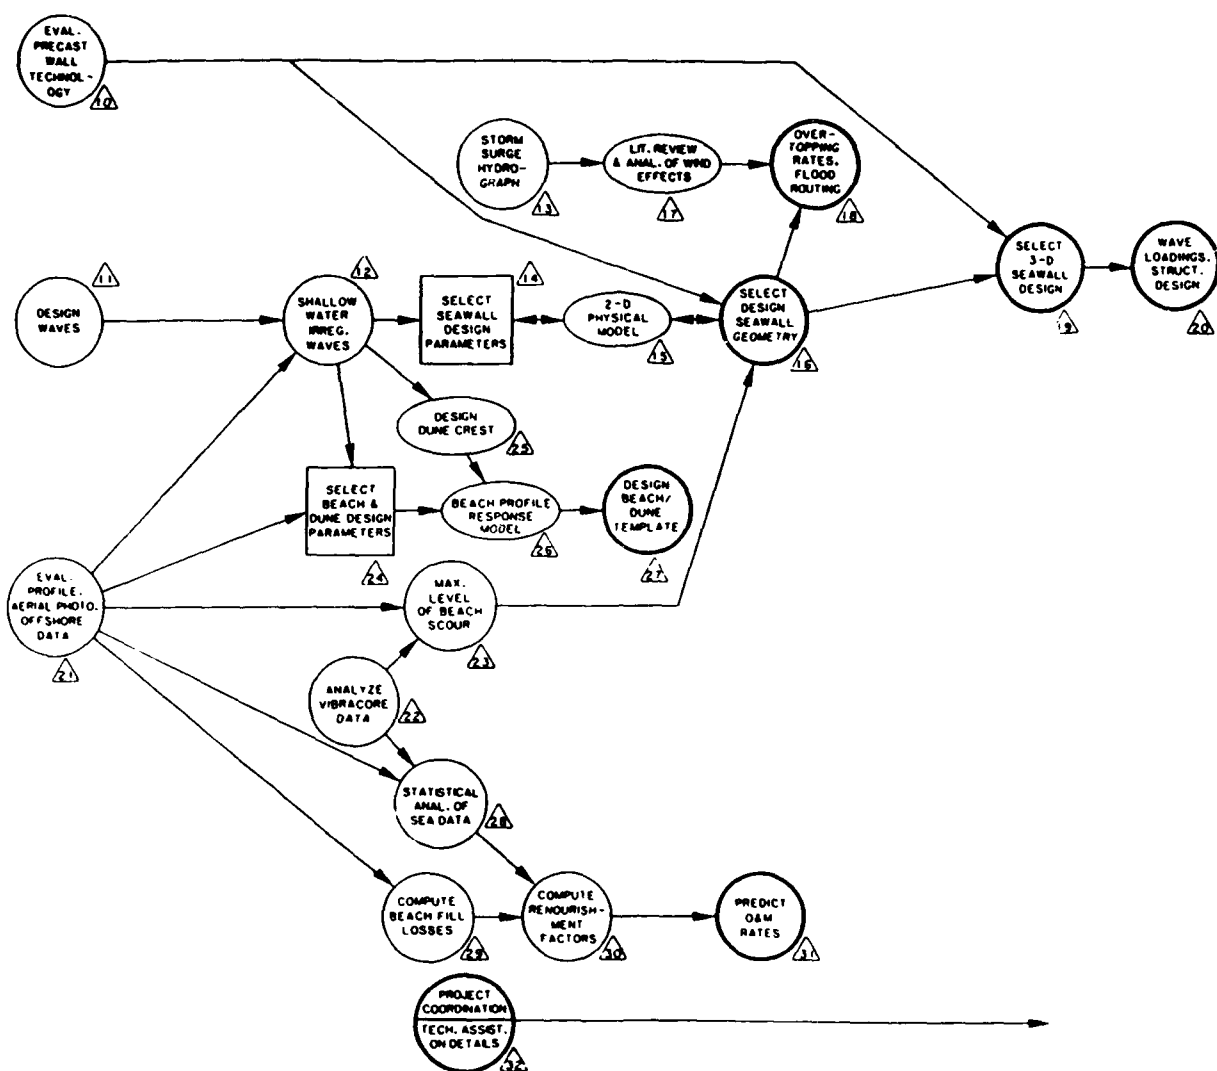 EVAL.
PRECAST
WALL
TECHNOL-
OGY
10
STORM
SURGE
HYDRO-
GRAPH
13
LIT. REVIEW
& ANAL. OF WIND
EFFECTS
17
OVER-
TOPPING
RATES,
FLOOD
ROUTING
18
SELECT
3-D
SEAWALL
DESIGN
19
WAVE
LOADINGS,
STRUCT.
DESIGN
20
11
DESIGN
WAVES
12
SHALLOW
WATER
IRREG.
WAVES
14
SELECT
SEAWALL
DESIGN
PARAMETERS
2-D
PHYSICAL
MODEL
15
SELECT
DESIGN
SEAWALL
GEOMETRY
16
DESIGN
DUNE CREST
25
SELECT
BEACH &
DUNE DESIGN
PARAMETERS
24
BEACH PROFILE
RESPONSE
MODEL
26
DESIGN
BEACH/
DUNE
TEMPLATE
27
EVAL.
PROFILE,
AERIAL PHOTO.
OFFSHORE
DATA
21
MAX.
LEVEL
OF BEACH
SCOUR
23
ANALYZE
VIBRACORE
DATA
22
STATISTICAL
ANAL. OF
SEA DATA
28
COMPUTE
BEACH FILL
LOSSES
29
COMPUTE
RENOURISH-
MENT
FACTORS
30
PREDICT
O&M
RATES
31
PROJECT
COORDINATION
TECH. ASSIST.
ON DETAILS
32